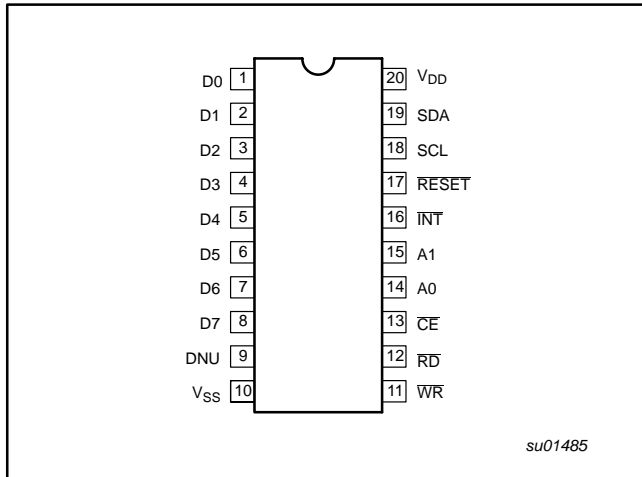 D0 1 20 VDD
D1 2 19 SDA
D2 3 18 SCL
D3 4 17 RESET
D4 5 16 INT
D5 6 15 A1
D6 7 14 A0
D7 8 13 CE
DNU 9 12 RD
VSS 10 11 WR
su01485